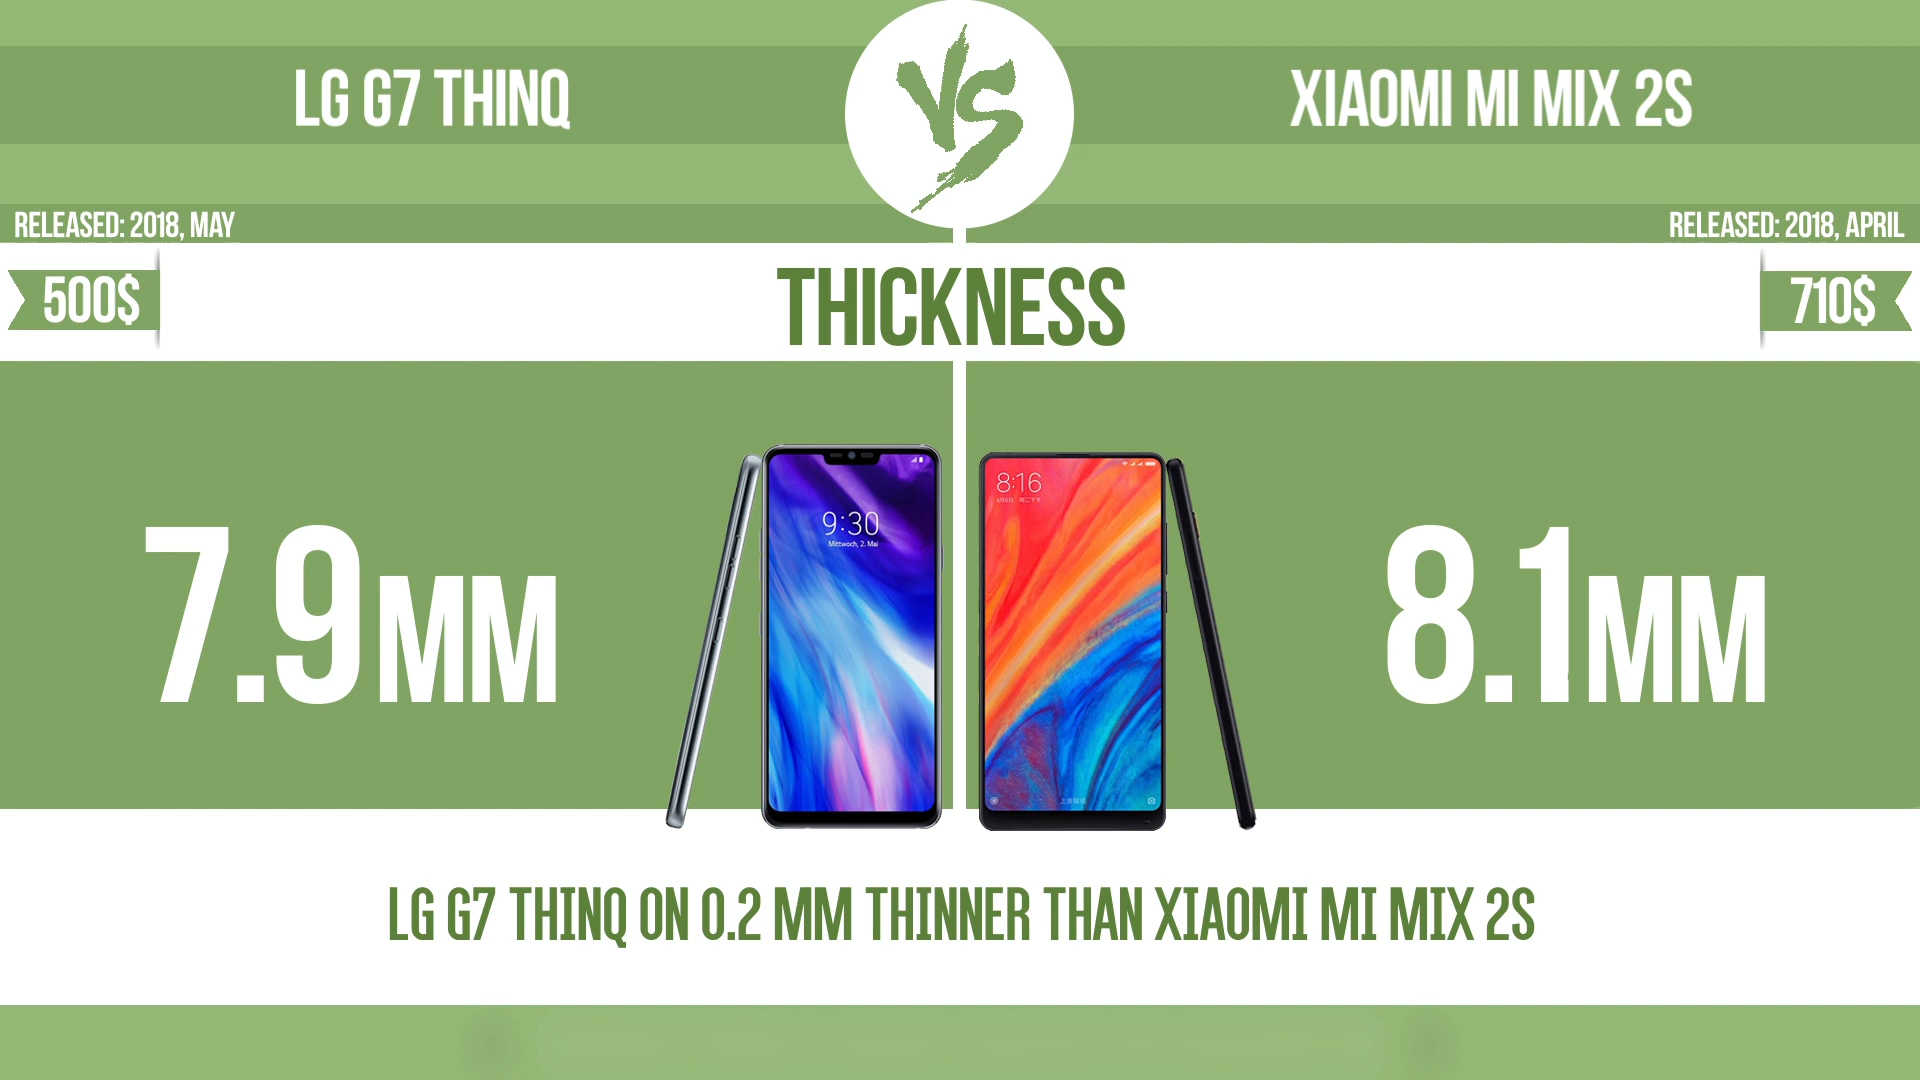 LG G7 THINQ
VS
XIAOMI MI MIX 2S
RELEASED: 2018, MAY
RELEASED: 2018, APRIL
500$
THICKNESS
710$
9:30
Mittwoch, 2. Mai
8:16
7.9MM
8.1MM
LG G7 THINQ ON 0.2 MM THINNER THAN XIAOMI MI MIX 2S